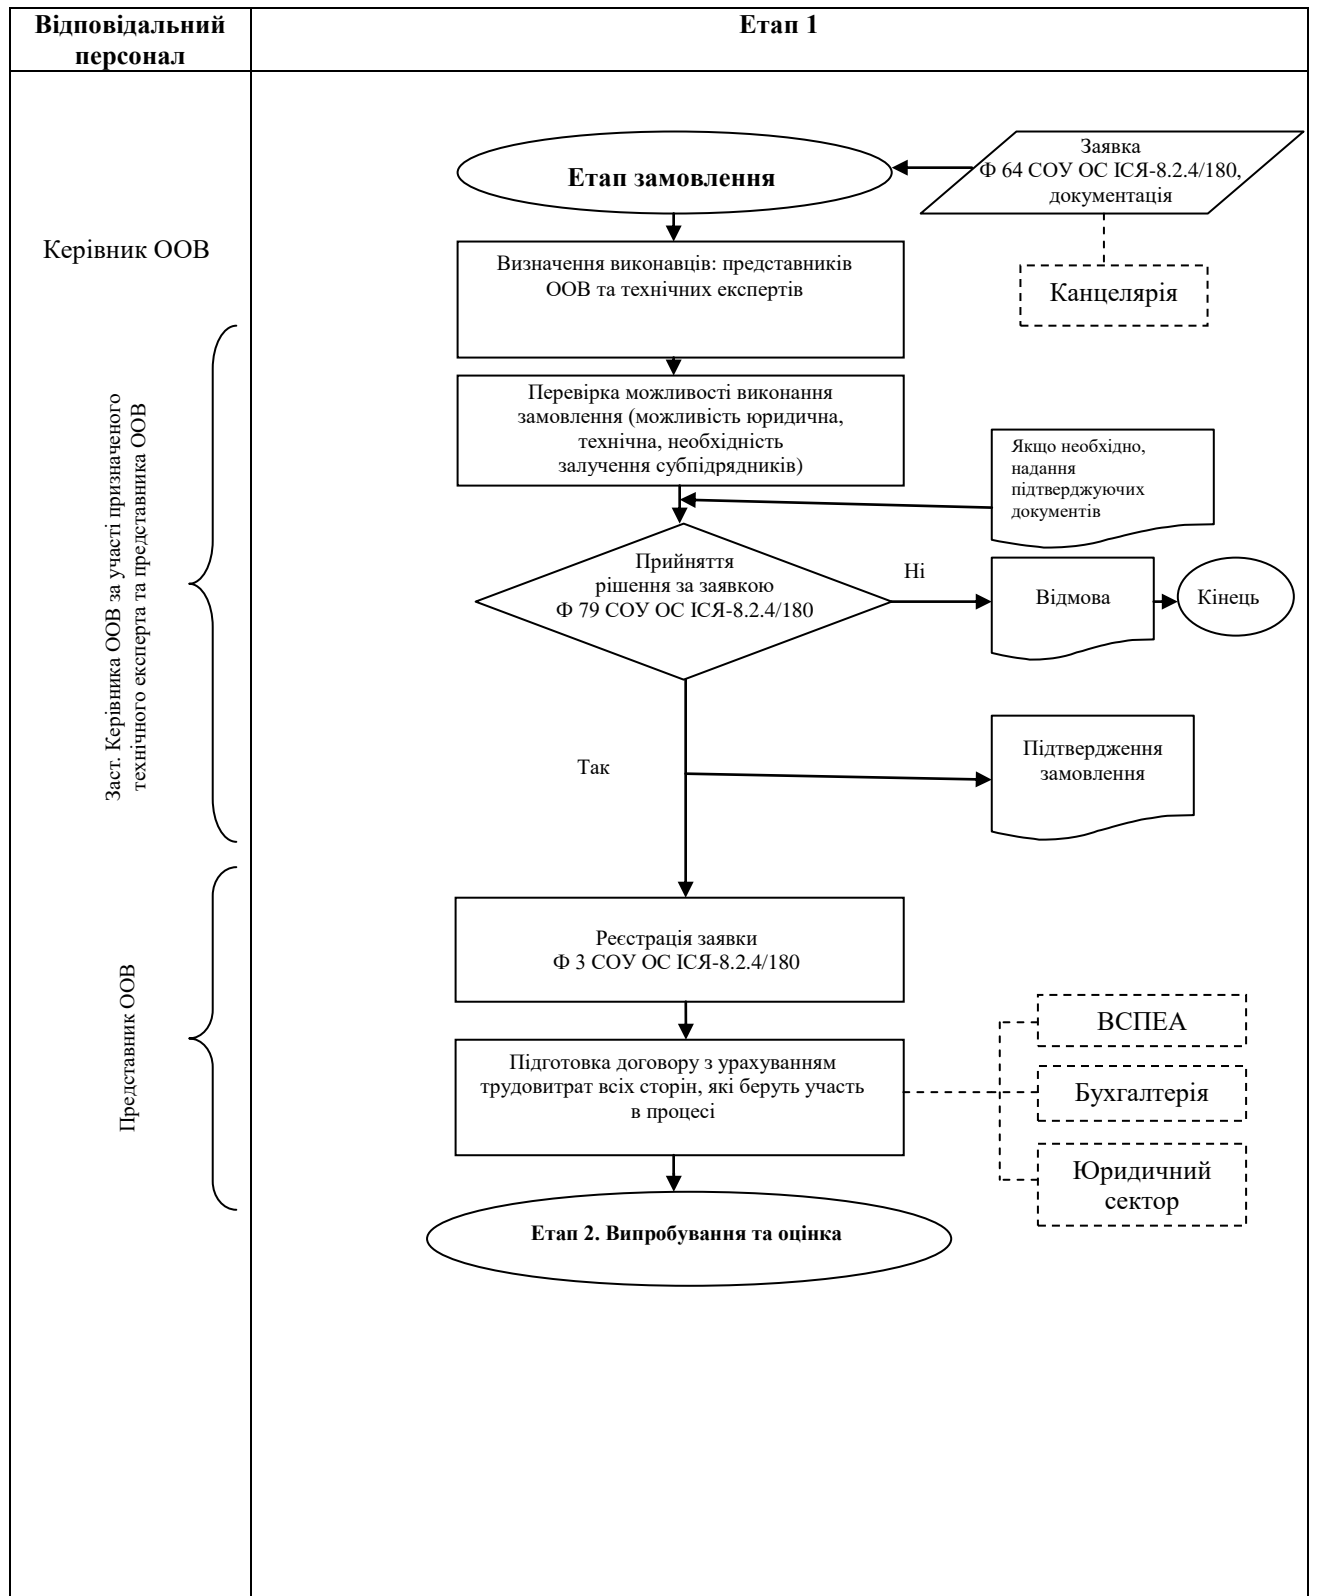 Відповідальний
персонал
Етап 1
Етап замовлення
Заявка
Ф 64 СОУ ОС ІСЯ-8.2.4/180,
документація
Керівник ООВ
Визначення виконавців: представників
ООВ та технічних експертів
Канцелярія
Заст. Керівника ООВ за участі призначеного
технічного експерта та представника ООВ
Перевірка можливості виконання
замовлення (можливість юридична,
технічна, необхідність
залучення субпідрядників)
Якщо необхідно,
надання
підтверджуючих
документів
Прийняття
рішення за заявкою
Ф 79 СОУ ОС ІСЯ-8.2.4/180
Ні
Відмова
Кінець
Так
Підтвердження
замовлення
Представник ООВ
Реєстрація заявки
Ф 3 СОУ ОС ІСЯ-8.2.4/180
Підготовка договору з урахуванням
трудовитрат всіх сторін, які беруть участь
в процесі
ВСПЕА
Бухгалтерія
Юридичний
сектор
Етап 2. Випробування та оцінка